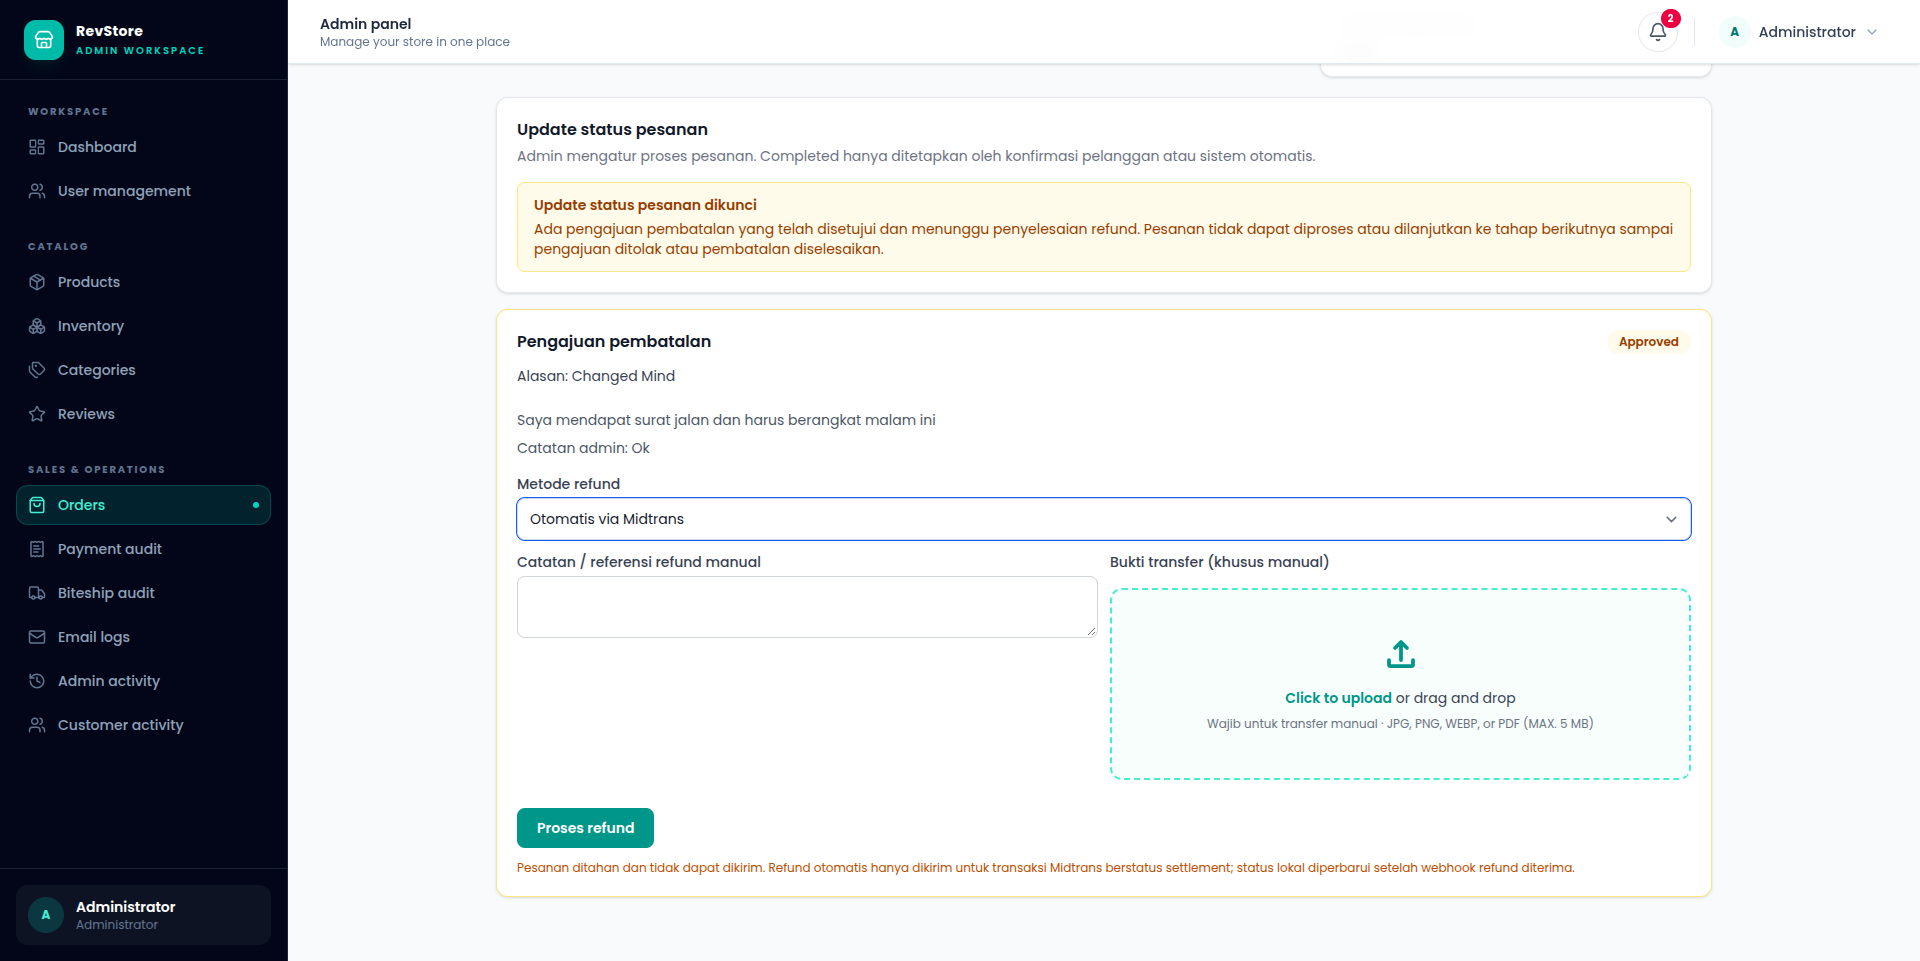 RevStore
ADMIN WORKSPACE
WORKSPACE
Dashboard
User management
CATALOG
Products
Inventory
Categories
Reviews
SALES & OPERATIONS
Orders
Payment audit
Biteship audit
Email logs
Admin activity
Customer activity
A
Administrator
Administrator
Admin panel
Manage your store in one place
2
A
Administrator
Update status pesanan
Admin mengatur proses pesanan. Completed hanya ditetapkan oleh konfirmasi pelanggan atau sistem otomatis.
Update status pesanan dikunci
Ada pengajuan pembatalan yang telah disetujui dan menunggu penyelesaian refund. Pesanan tidak dapat diproses atau dilanjutkan ke tahap berikutnya sampai
pengajuan ditolak atau pembatalan diselesaikan.
Pengajuan pembatalan
Approved
Alasan: Changed Mind
Saya mendapat surat jalan dan harus berangkat malam ini
Catatan admin: Ok
Metode refund
Otomatis via Midtrans
Catatan / referensi refund manual
Bukti transfer (khusus manual)
Click to upload or drag and drop
Wajib untuk transfer manual · JPG, PNG, WEBP, or PDF (MAX. 5 MB)
Proses refund
Pesanan ditahan dan tidak dapat dikirim. Refund otomatis hanya dikirim untuk transaksi Midtrans berstatus settlement; status lokal diperbarui setelah webhook refund diterima.